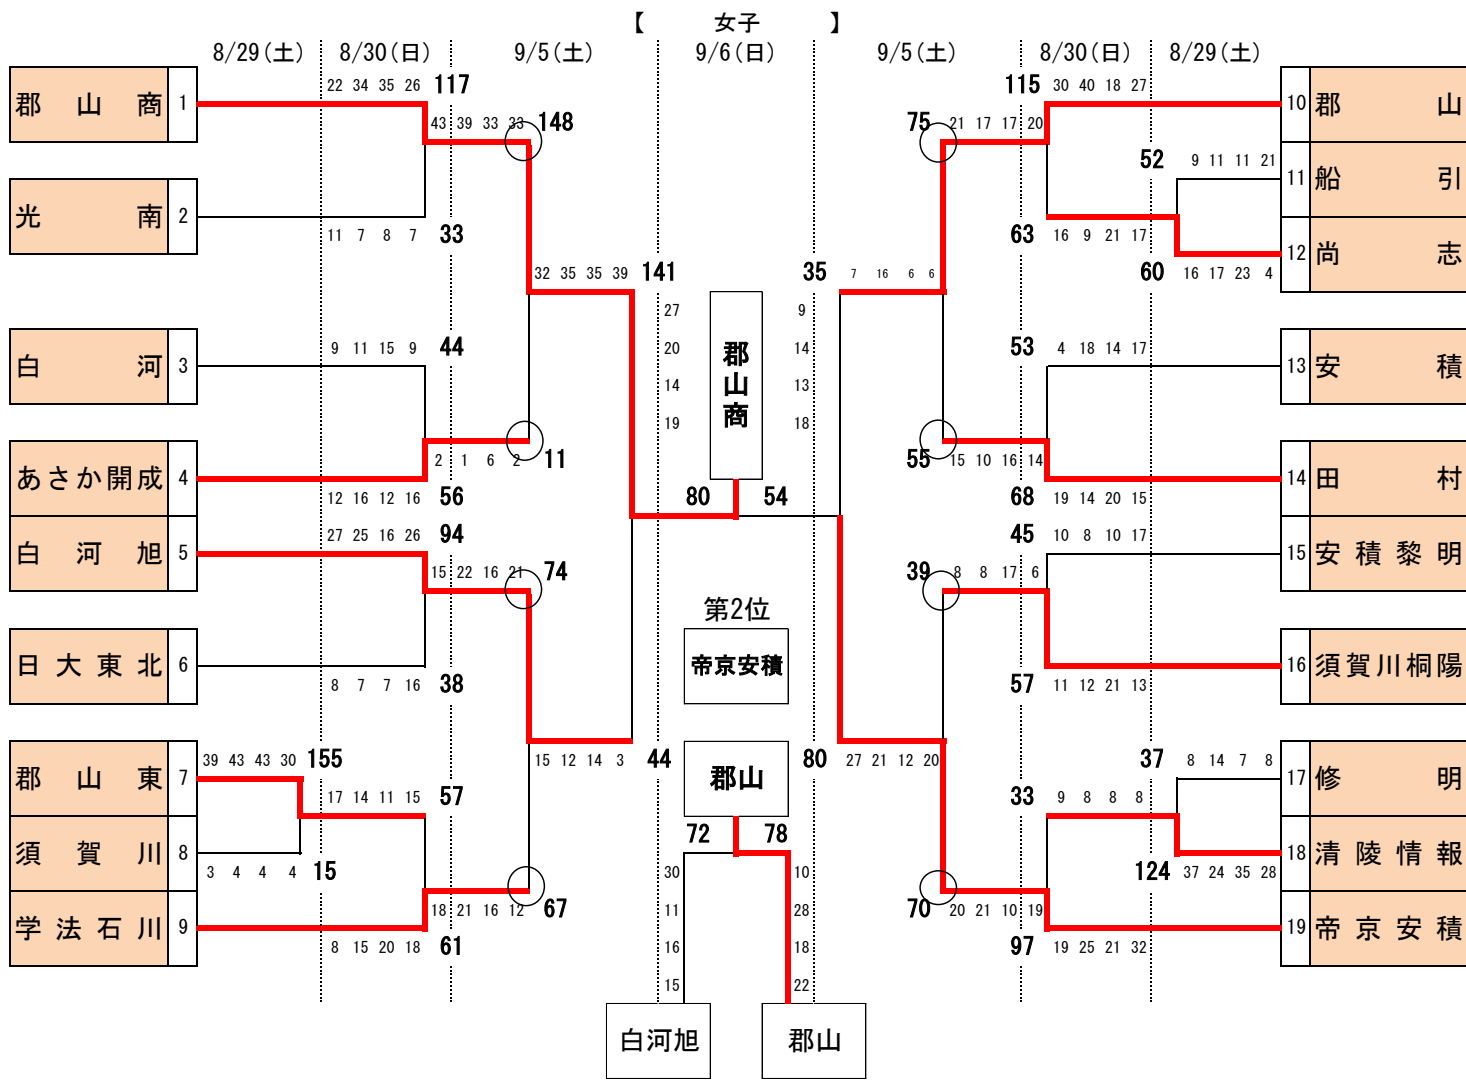 【 女子 】
8/29(土) 8/30(日) 9/5(土) 9/6(日) 9/5(土) 8/30(日) 8/29(土)
22 34 35 26 117 115 30 40 18 27
郡山商 1 10 郡山
43 39 33 33 148 75 21 17 17 20
52 9 11 11 21
11 船引
光南 2
11 7 8 7 33 63 16 9 21 17
12 尚志
32 35 35 39 141 35 7 16 6 6 60 16 17 23 4
27 9
20 14
14 13
19 18
郡山商
9 11 15 9 44 53 4 18 14 17
白河 3 13 安積
2 1 6 2 11 55 15 10 16 14
あさか開成 4 14 田村
12 16 12 16 56 80 54 68 19 14 20 15
27 25 16 26 94 45 10 8 10 17
白河旭 5 15 安積黎明
15 22 16 21 74 39 8 8 17 6
第2位
帝京安積
日大東北 6 16 須賀川桐陽
8 7 7 16 38 57 11 12 21 13
39 43 43 30 155 15 12 14 3 44 80 27 21 12 20 37 8 14 7 8
郡山東 7 郡山 17 修明
17 14 11 15 57 33 9 8 8 8
72 78
須賀川 8 18 清陵情報
3 4 4 4 15 124 37 24 35 28
30 10
11 28
16 18
15 22
18 21 16 12 67 70 20 21 10 19
学法石川 9 19 帝京安積
8 15 20 18 61 97 19 25 21 32
白河旭 郡山